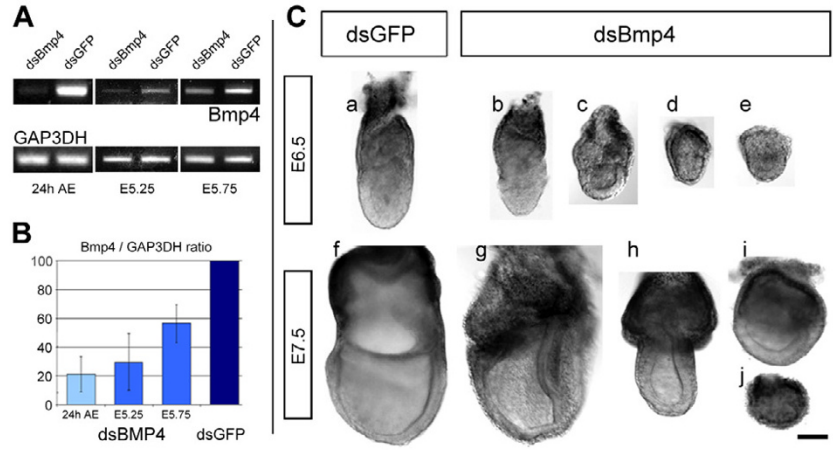 A
dsBmp4 dsGFP dsBmp4 dsGFP dsBmp4 dsGFP
Bmp4
GAP3DH
24h AE E5.25 E5.75
B
Bmp4 / GAP3DH ratio
100
80
60
40
20
0
24h AE E5.25 E5.75
dsBMP4 dsGFP
C
dsGFP dsBmp4
E6.5
a b c d e
E7.5
f g h i
j